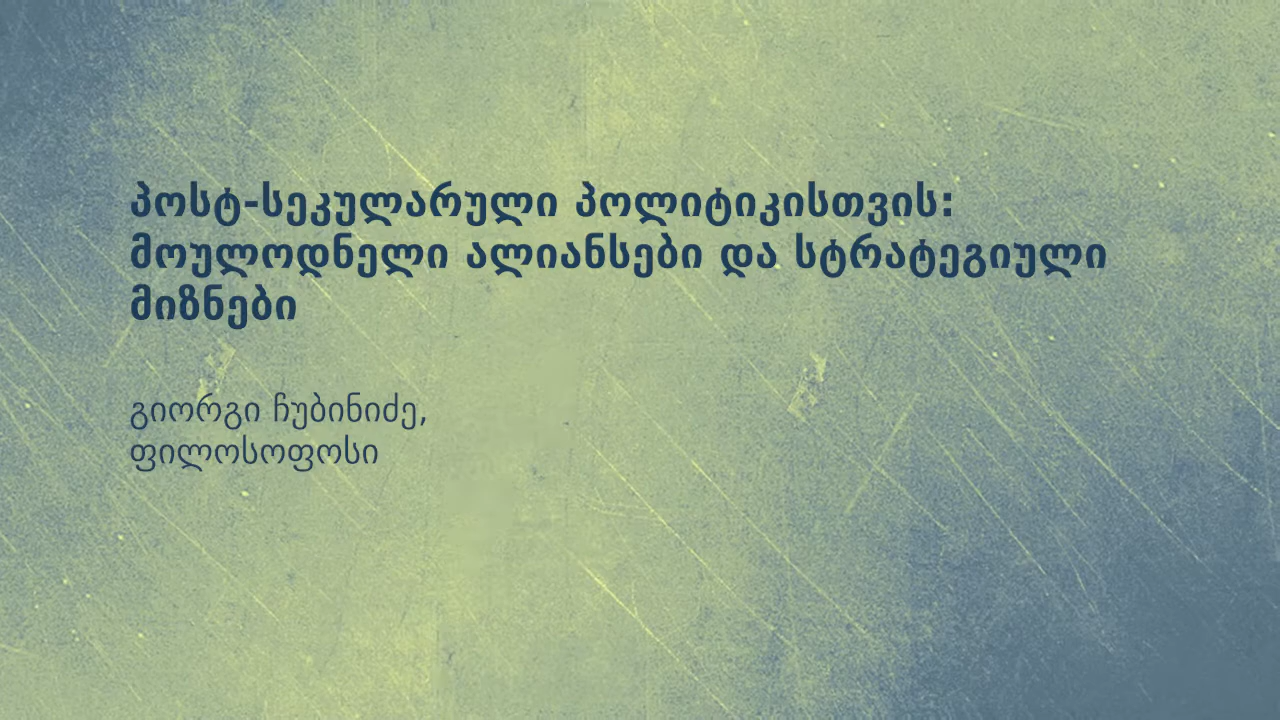 პოსტ-სეკულარული პოლიტიკისთვის:
მოულოდნელი ალიანსები და სტრატეგიული
მიზნები
გიორგი ჩუბინიძე,
ფილოსოფოსი